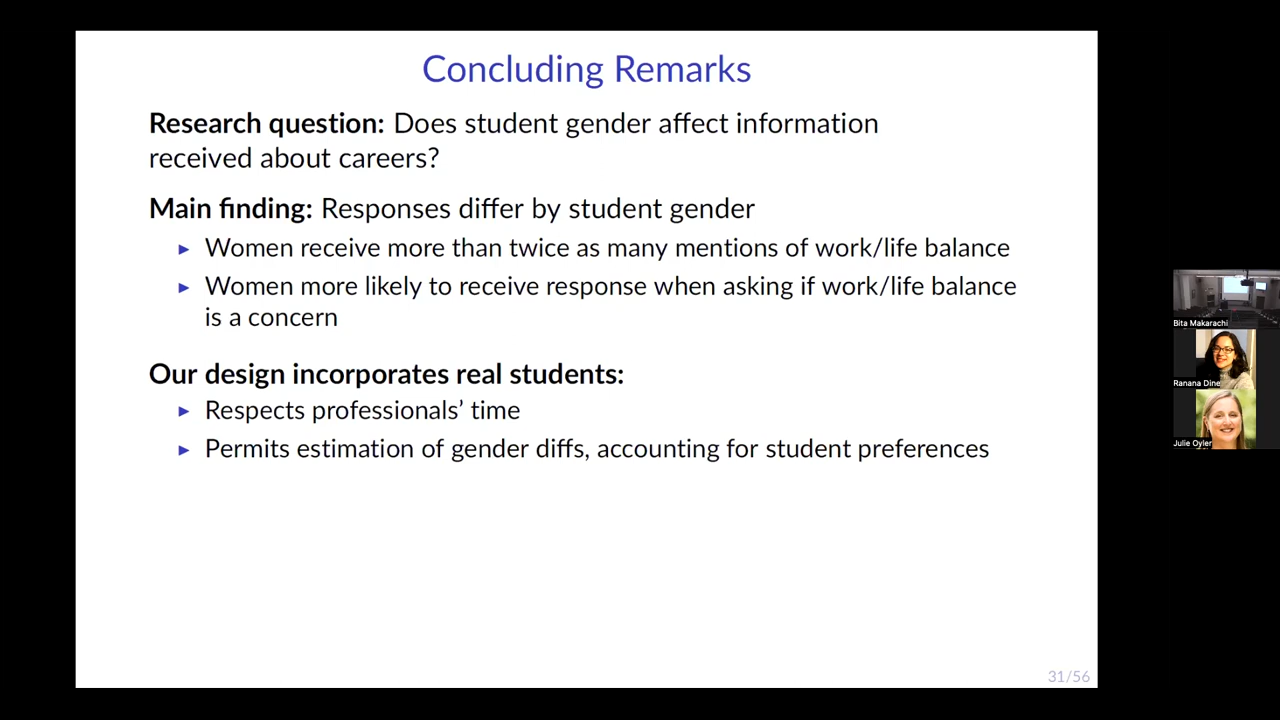 Concluding Remarks
Research question: Does student gender affect information
received about careers?
Main finding: Responses differ by student gender
Women receive more than twice as many mentions of work/life balance
Women more likely to receive response when asking if work/life balance
is a concern
Our design incorporates real students:
Respects professionals’ time
Permits estimation of gender diffs, accounting for student preferences
31/56
Bita Makarachi
Ranana Dine
Julie Oyler